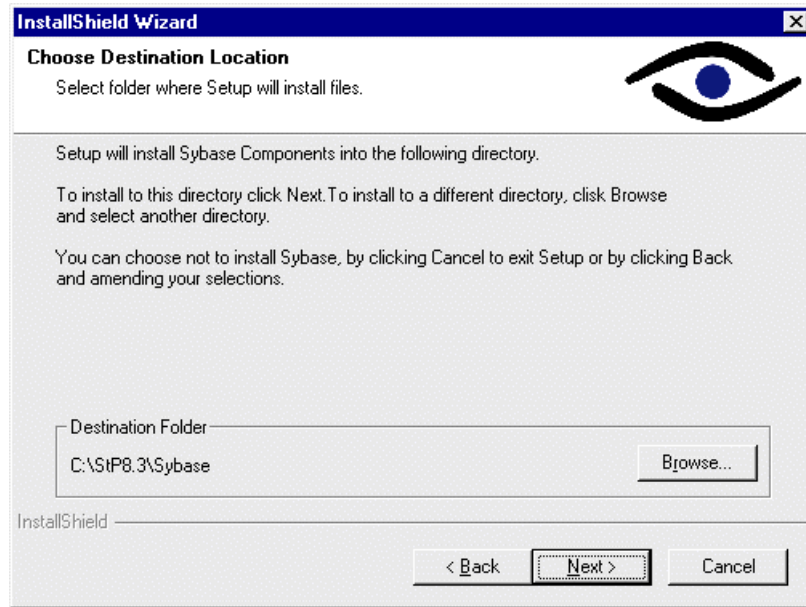 InstallShield Wizard
Choose Destination Location
Select folder where Setup will install files.
Setup will install Sybase Components into the following directory.
To install to this directory click Next.To install to a different directory, clisk Browse
and select another directory.
You can choose not to install Sybase, by clicking Cancel to exit Setup or by clicking Back
and amending your selections.
Destination Folder
C:\StP8.3\Sybase
Browse...
InstallShield
< Back
Next >
Cancel